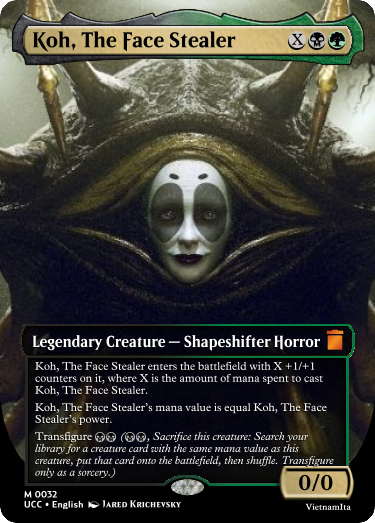 Koh, The Face Stealer X
Legendary Creature — Shapeshifter Horror
Koh, The Face Stealer enters the battlefield with X +1/+1
counters on it, where X is the amount of mana spent to cast
Koh, The Face Stealer.
Koh, The Face Stealer's mana value is equal Koh, The Face
Stealer's power.
Transfigure (, Sacrifice this creature: Search your
library for a creature card with the same mana value as this
creature, put that card onto the battlefield, then shuffle. Transfigure
only as a sorcery.)
0/0
M 0032
UCC • English Jared Krichevsky
VietnamIta